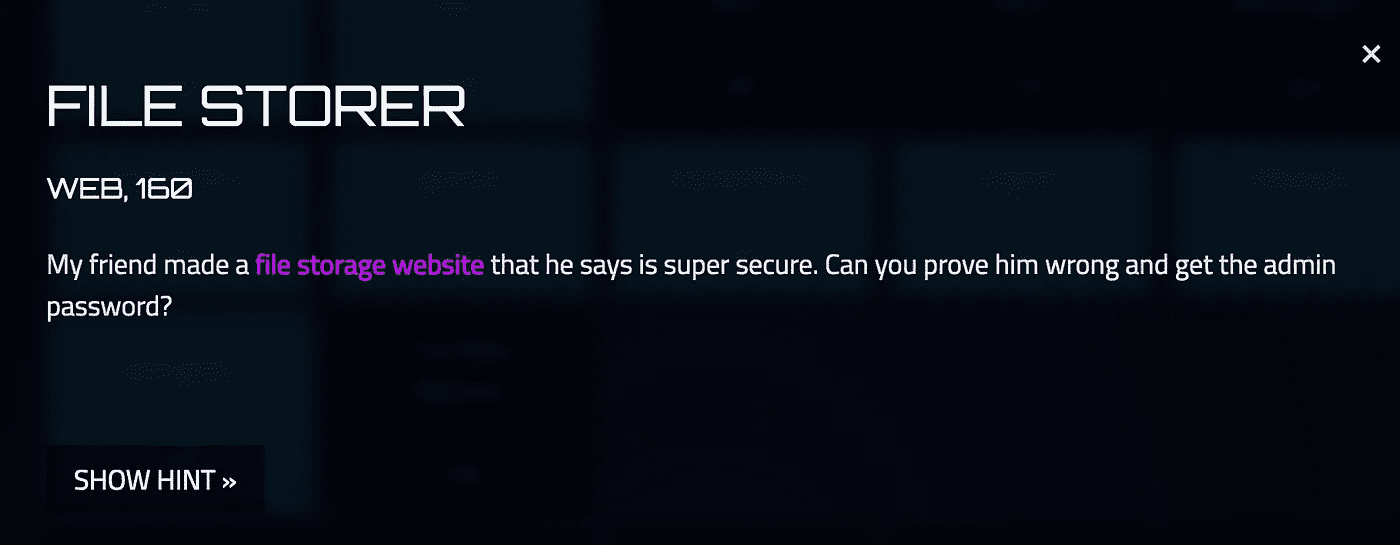 ×
FILE STORER
WEB, 160
My friend made a file storage website that he says is super secure. Can you prove him wrong and get the admin
password?
SHOW HINT »